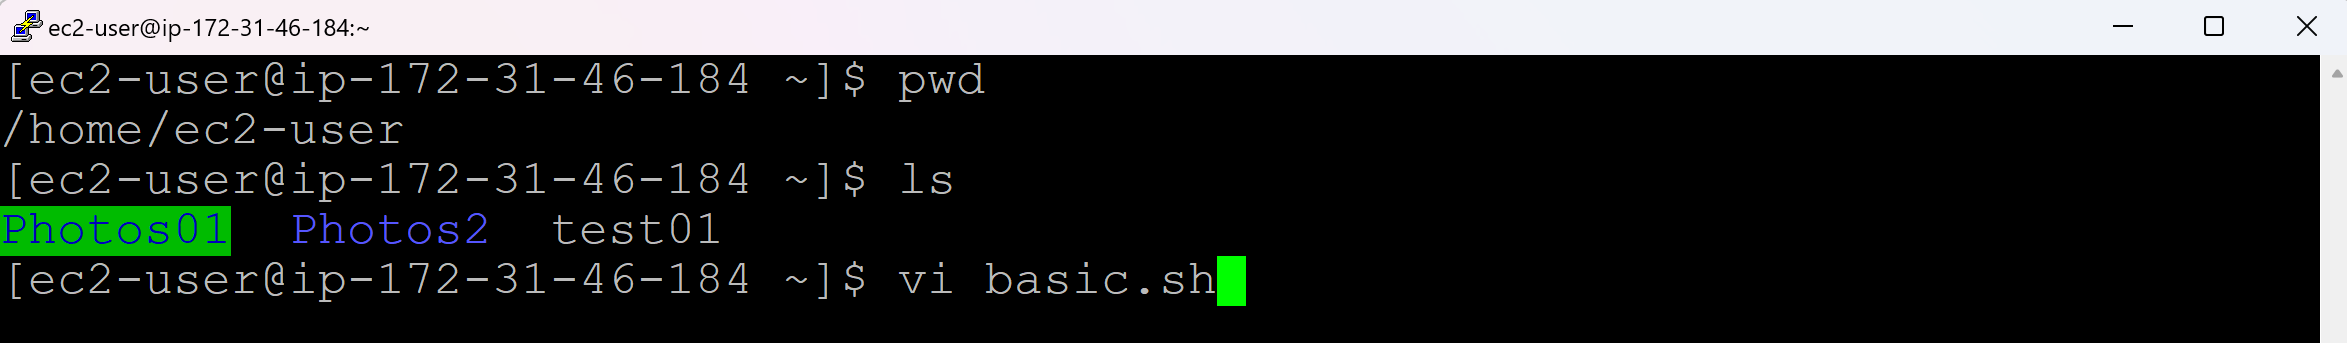 ec2-user@ip-172-31-46-184:~
[ec2-user@ip-172-31-46-184 ~]$ pwd
/home/ec2-user
[ec2-user@ip-172-31-46-184 ~]$ ls
Photos01  Photos2  test01
[ec2-user@ip-172-31-46-184 ~]$ vi basic.sh